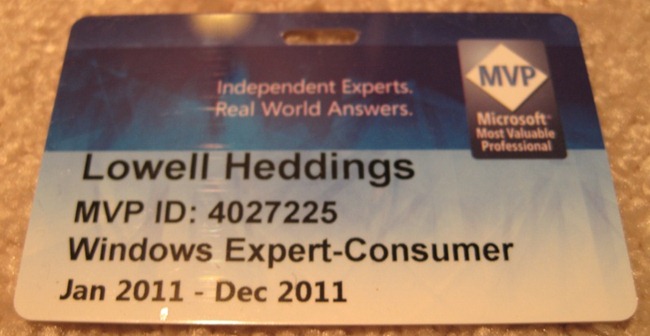 Independent Experts.
Real World Answers.
MVP
Microsoft®
Most Valuable
Professional
Lowell Heddings
MVP ID: 4027225
Windows Expert-Consumer
Jan 2011 - Dec 2011